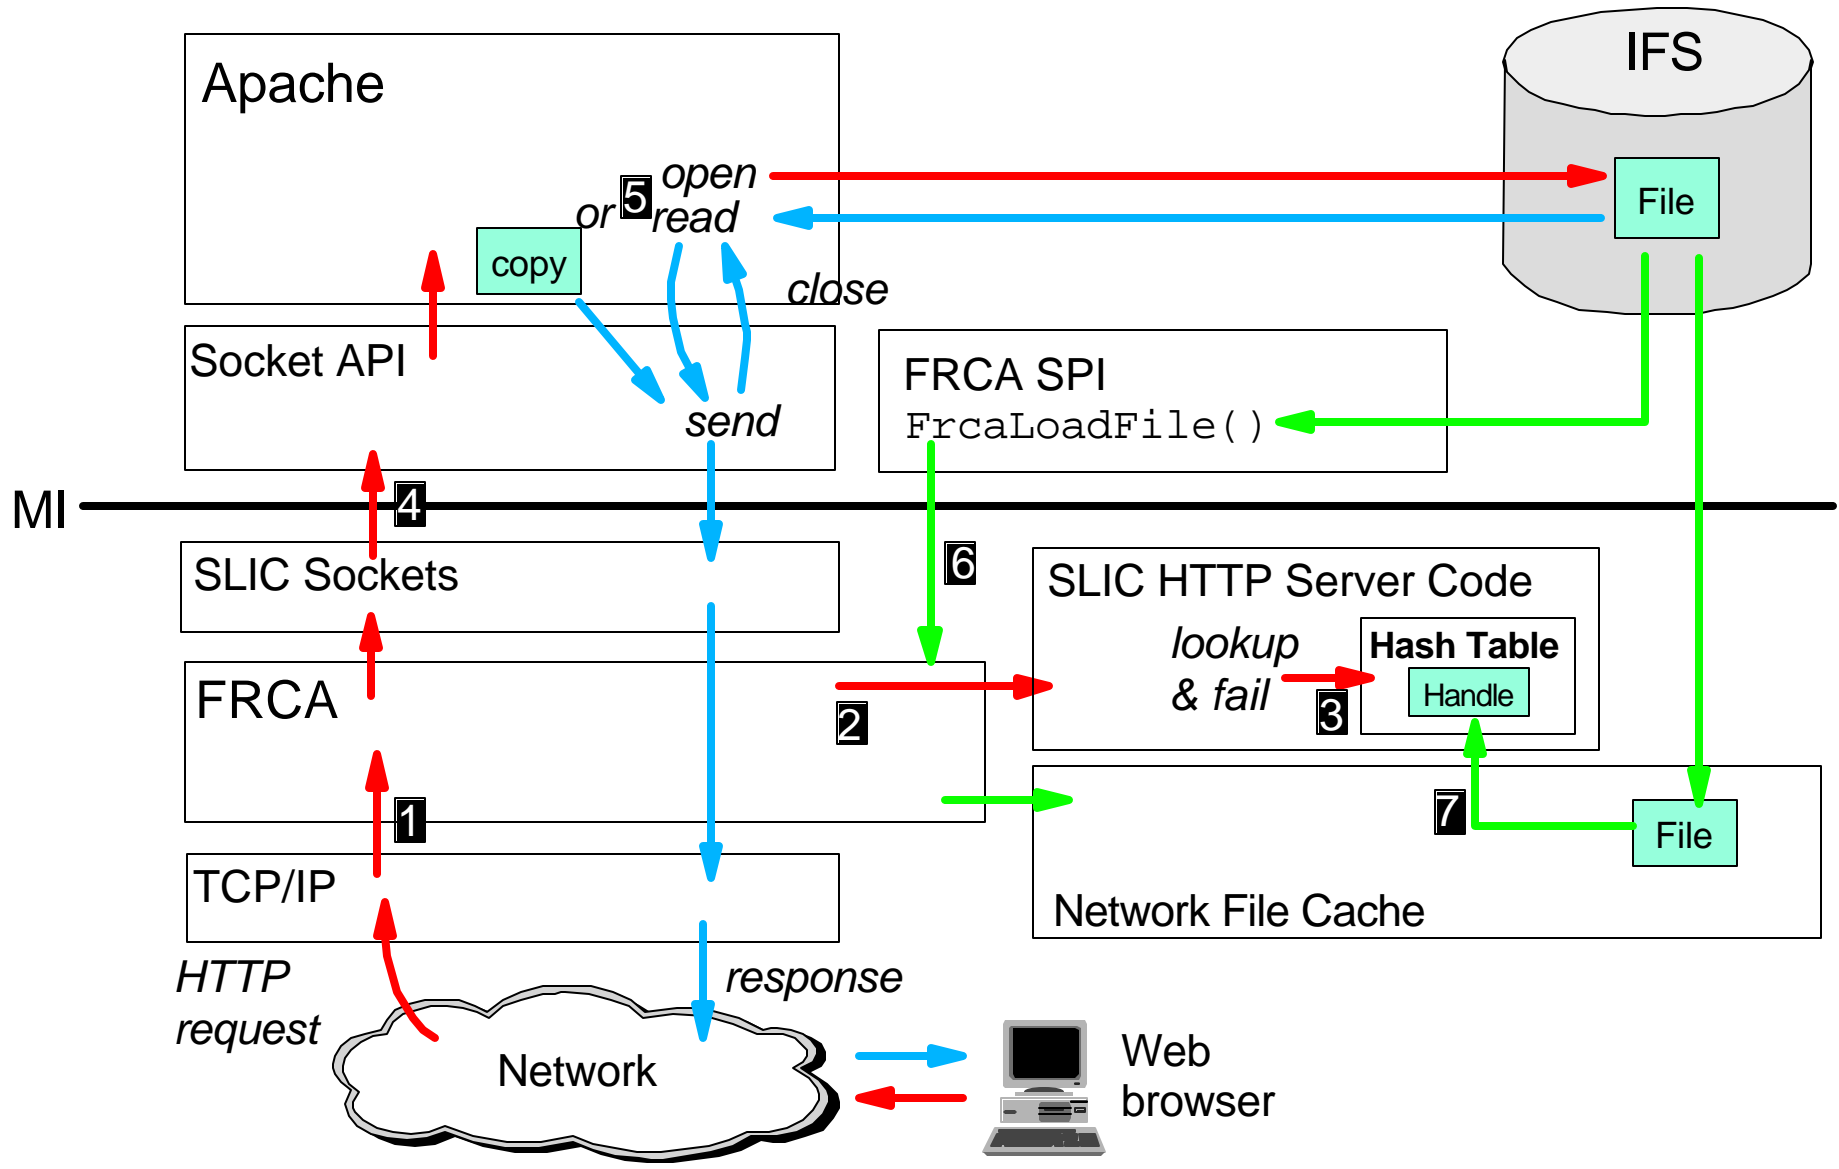 Apache
IFS
open
or 5 read
File
copy
close
Socket API
send
FRCA SPI
FrcaLoadFile()
MI
4
SLIC Sockets
6
SLIC HTTP Server Code
lookup
& fail
Hash Table
Handle
3
FRCA
2
1
7
File
TCP/IP
Network File Cache
HTTP
request
response
Network
Web
browser